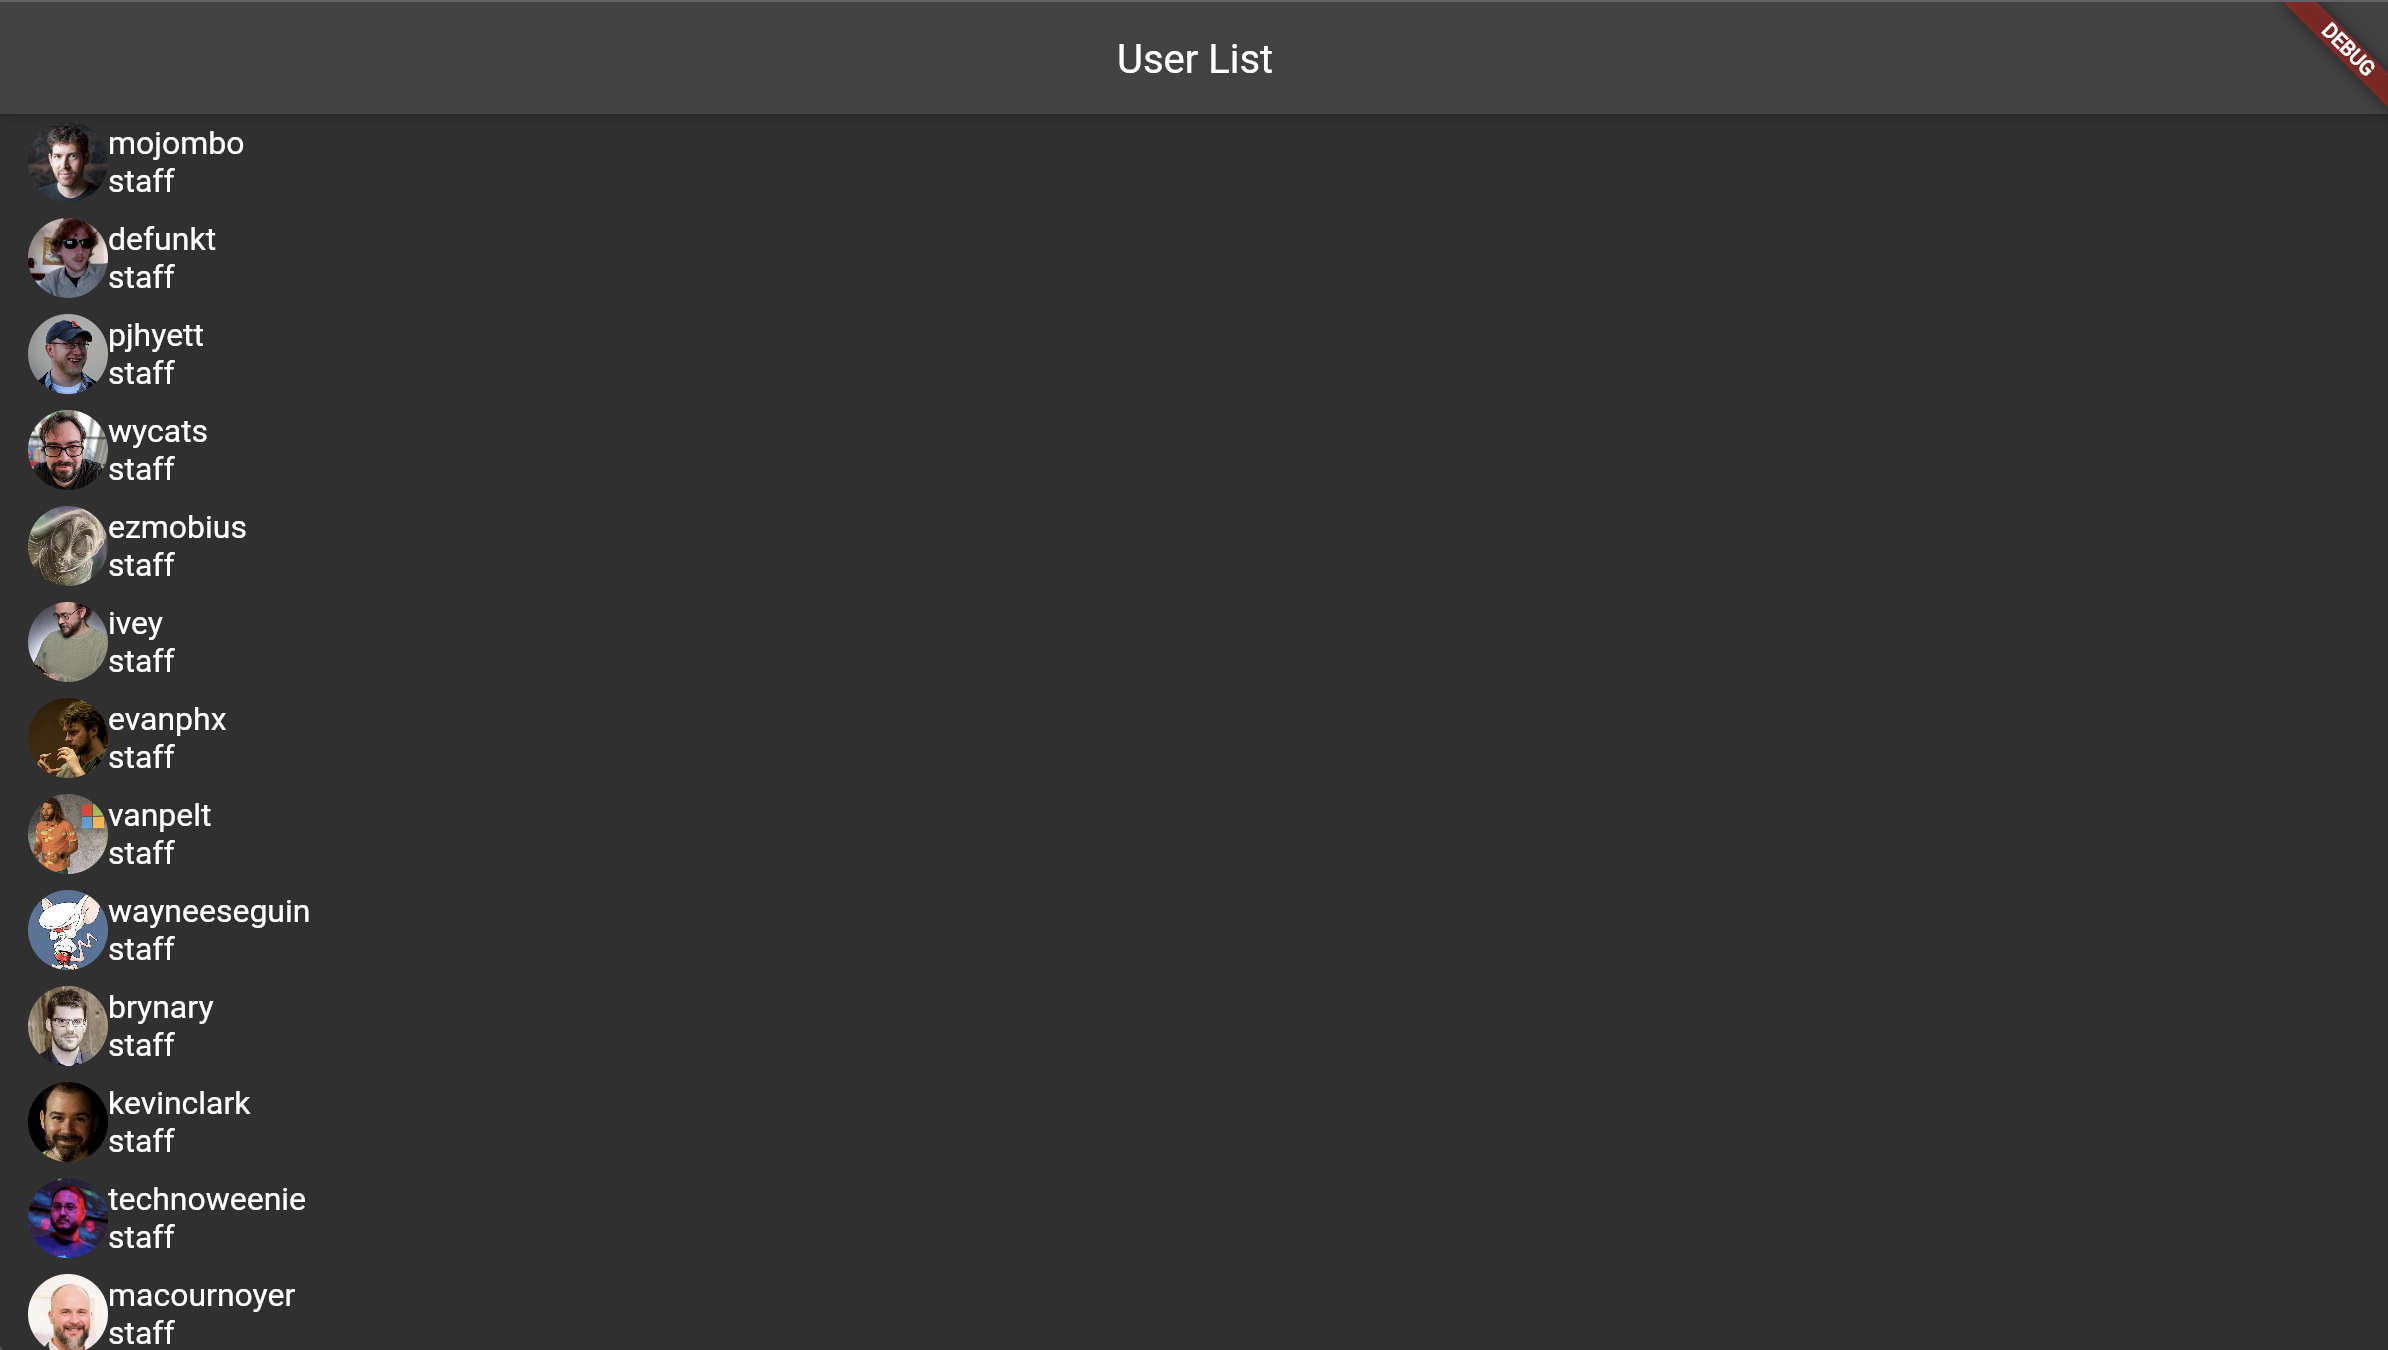 User List
DEBUG
mojombo
staff
defunkt
staff
pjhyett
staff
wycats
staff
ezmobius
staff
ivey
staff
evanphx
staff
vanpelt
staff
wayneeseguin
staff
brynary
staff
kevinclark
staff
technoweenie
staff
macournoyer
staff